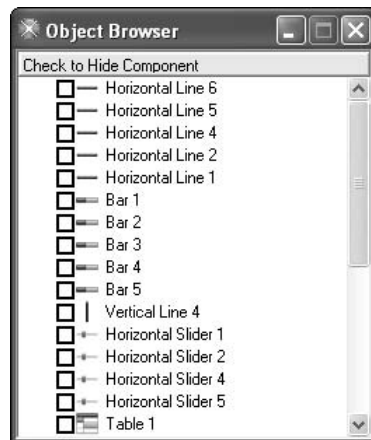 Object Browser
Check to Hide Component
Horizontal Line 6
Horizontal Line 5
Horizontal Line 4
Horizontal Line 2
Horizontal Line 1
Bar 1
Bar 2
Bar 3
Bar 4
Bar 5
Vertical Line 4
Horizontal Slider 1
Horizontal Slider 2
Horizontal Slider 4
Horizontal Slider 5
Table 1